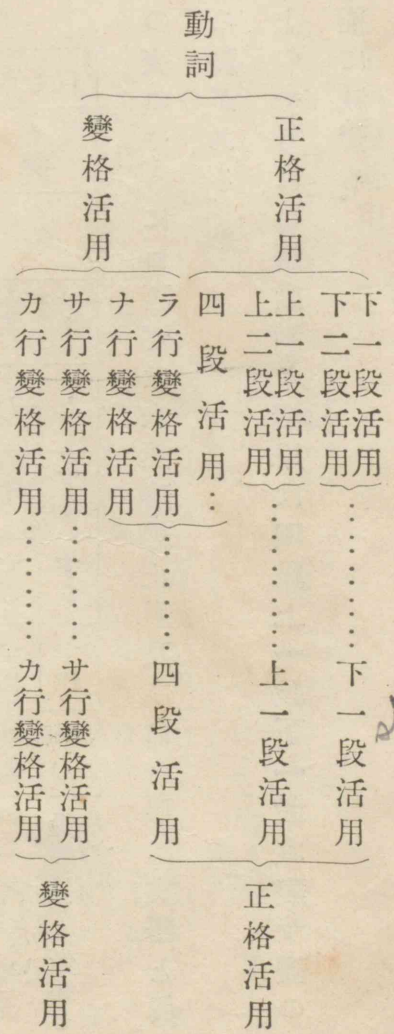 動詞
正格活用
變格活用
下一段活用
下二段活用
上一段活用
上二段活用
四段活用‥
ラ行變格活用
ナ行變格活用
サ行變格活用………
カ行變格活用………
…………下一段活用
…………上一段活用
………四段活用
サ行變格活用
カ行變格活用
正格活用
變格活用